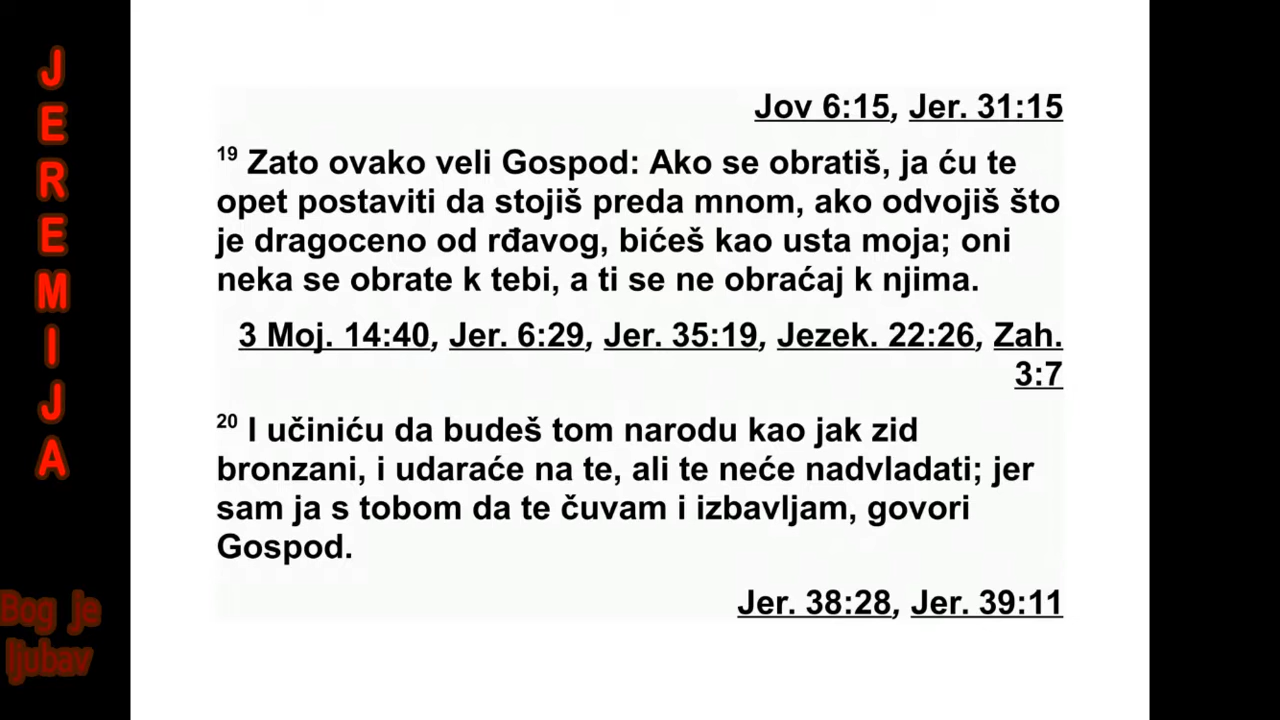 JEREMIJA
Bog je
ljubav
Jov 6:15, Jer. 31:15
19 Zato ovako veli Gospod: Ako se obratiš, ja ću te
opet postaviti da stojiš preda mnom, ako odvojiš što
je dragoceno od rđavog, bićeš kao usta moja; oni
neka se obrate k tebi, a ti se ne obraćaj k njima.
3 Moj. 14:40, Jer. 6:29, Jer. 35:19, Jezek. 22:26, Zah.
3:7
20 I učiniću da budeš tom narodu kao jak zid
bronzani, i udaraće na te, ali te neće nadvladati; jer
sam ja s tobom da te čuvam i izbavljam, govori
Gospod.
Jer. 38:28, Jer. 39:11